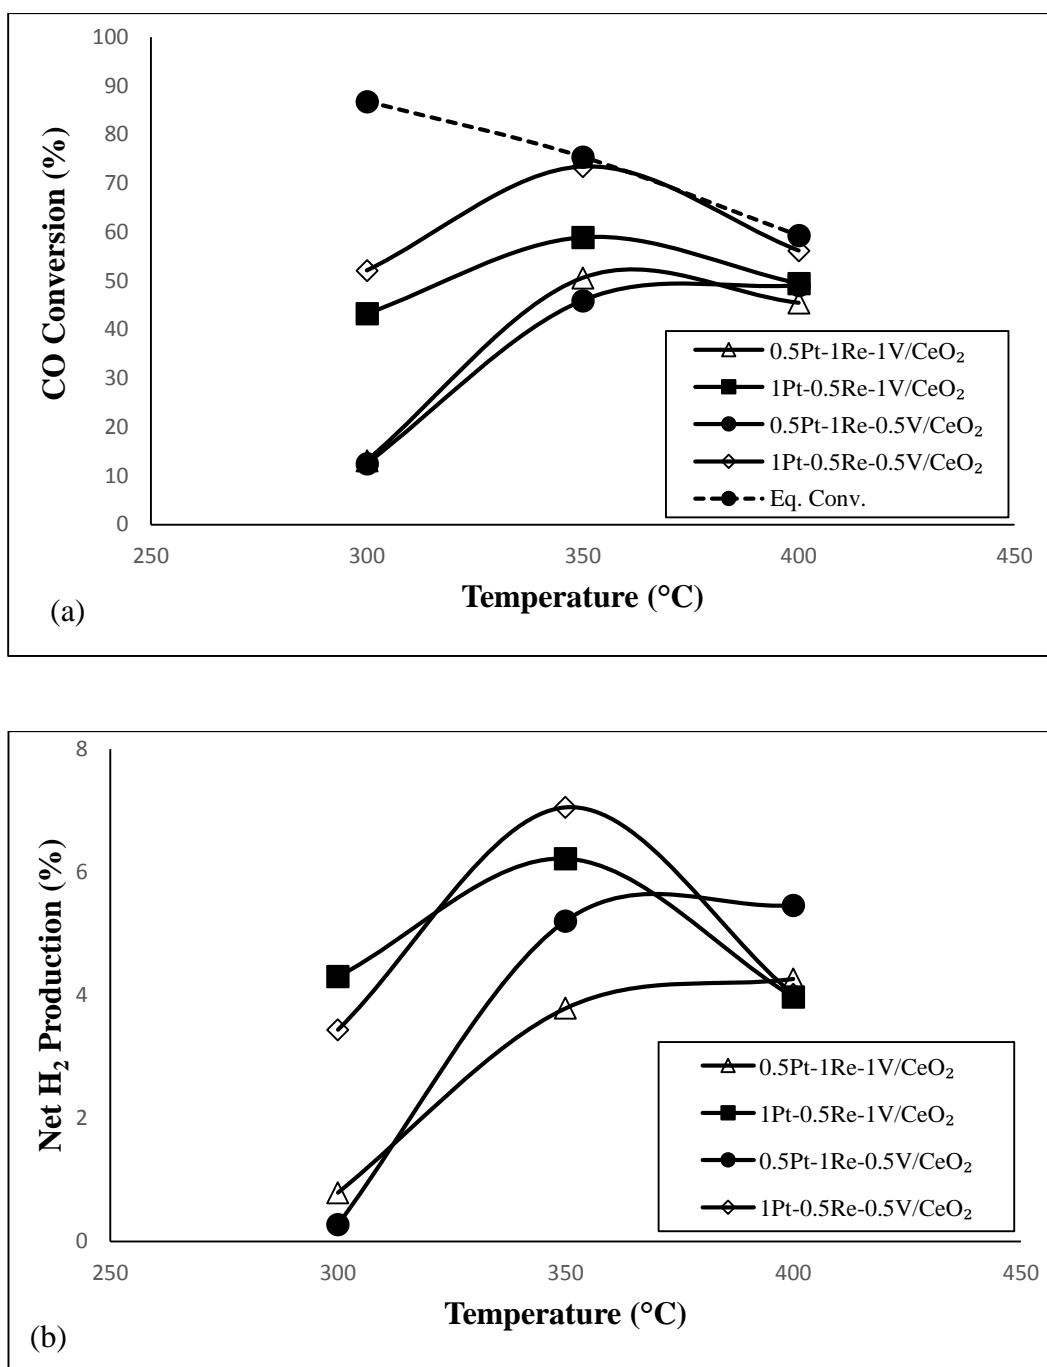 100
90
80
70
60
50
40
30
20
10
0
CO Conversion (%)
0.5Pt-1Re-1V/CeO₂
1Pt-0.5Re-1V/CeO₂
0.5Pt-1Re-0.5V/CeO₂
1Pt-0.5Re-0.5V/CeO₂
Eq. Conv.
250 300 350 400 450
Temperature (°C)
(a)
8
6
4
2
0
Net H₂ Production (%)
0.5Pt-1Re-1V/CeO₂
1Pt-0.5Re-1V/CeO₂
0.5Pt-1Re-0.5V/CeO₂
1Pt-0.5Re-0.5V/CeO₂
250 300 350 400 450
Temperature (°C)
(b)